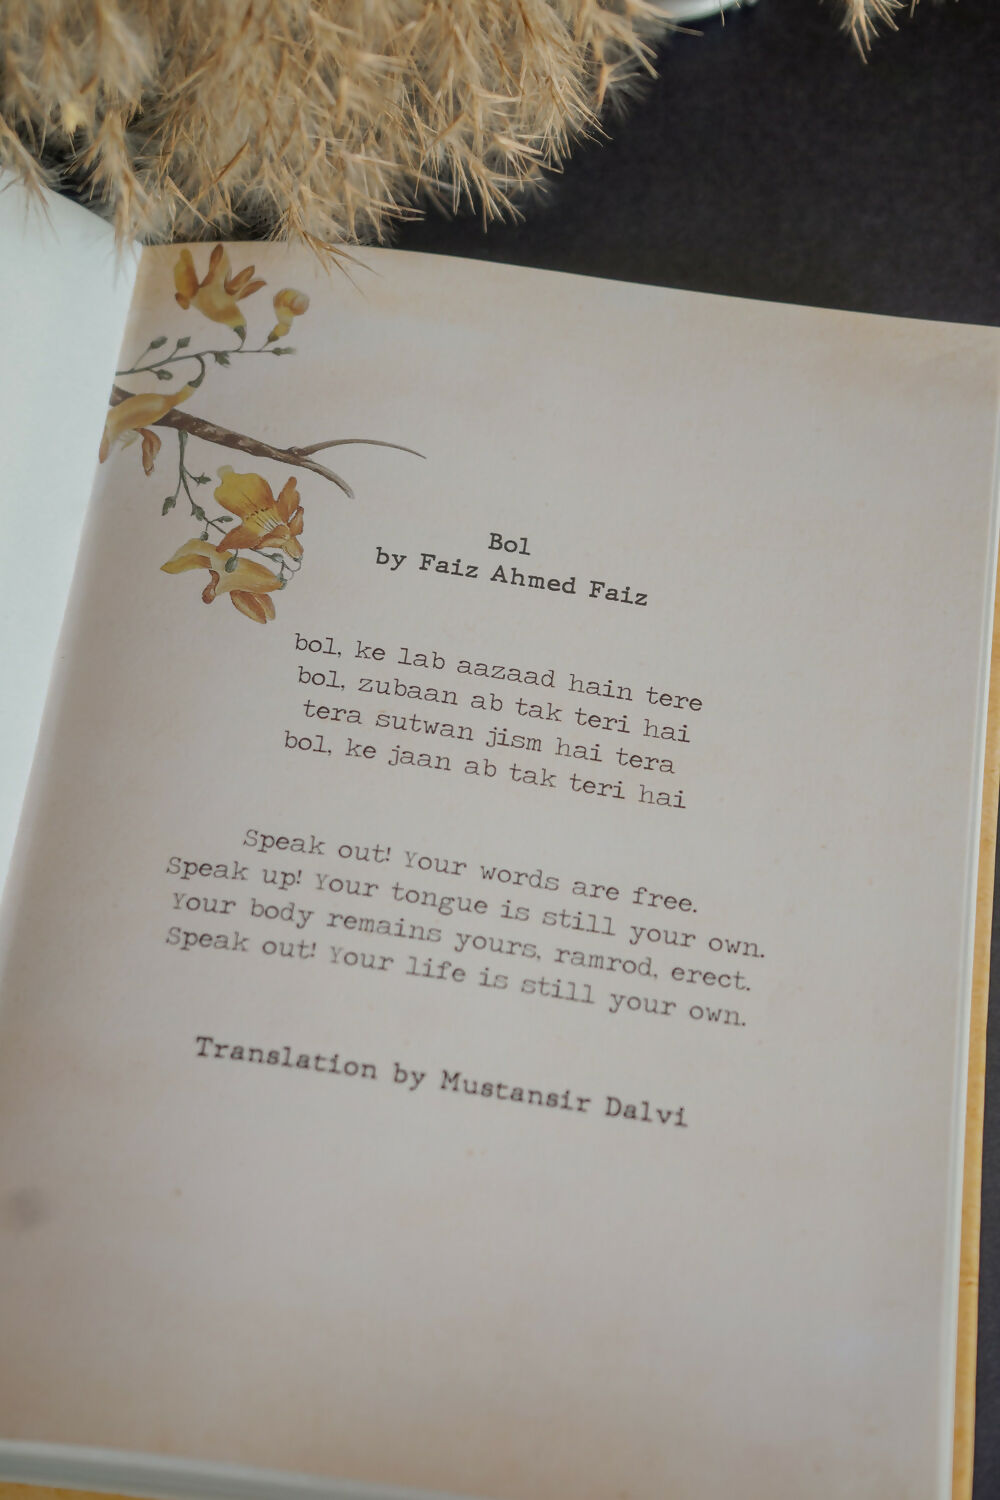 Bol
by Faiz Ahmed Faiz
bol, ke lab aazaad hain tere
bol, zubaan ab tak teri hai
tera sutwan jism hai tera
bol, ke jaan ab tak teri hai
Speak out! Your words are free.
Speak up! Your tongue is still your own.
Your body remains yours, ramrod, erect.
Speak out! Your life is still your own.
Translation by Mustansir Dalvi